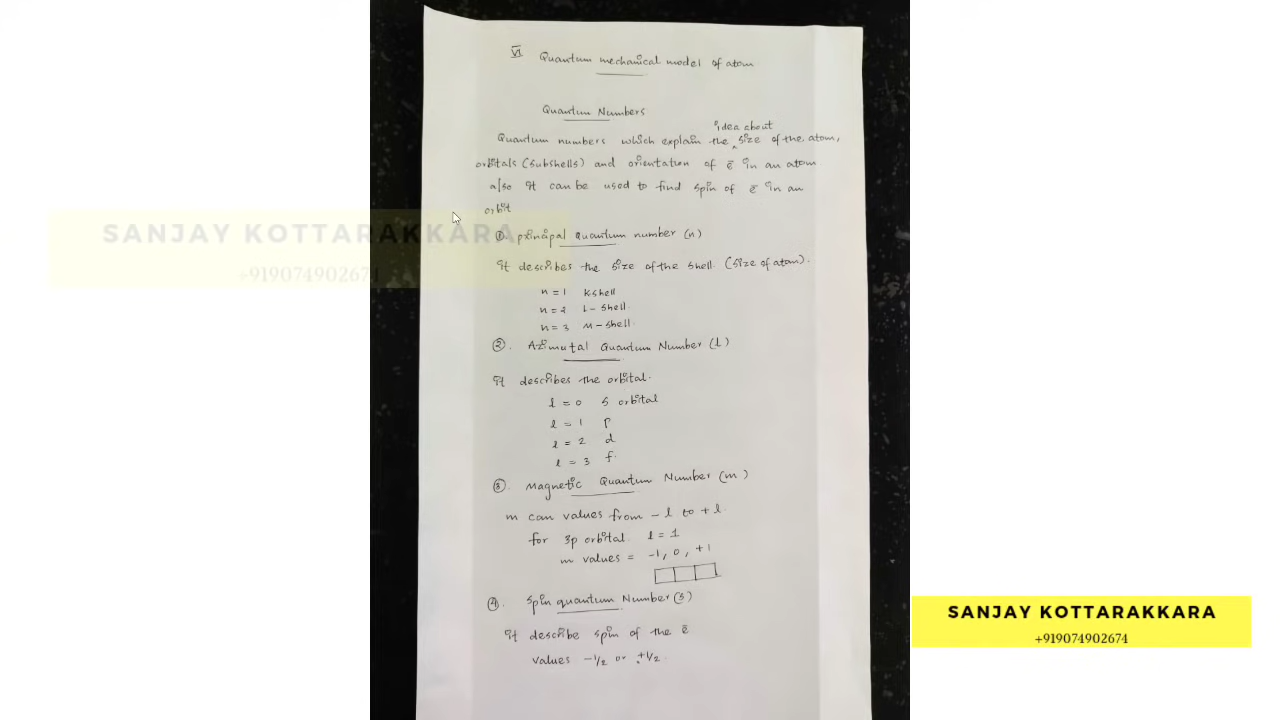 VI Quantum mechanical model of atom
Quantum Numbers
idea about
Quantum numbers which explain the size of the atom,
orbitals (subshells) and orientation of e̅ in an atom
also it can be used to find spin of e̅ in an
orbit
SANJAY KOTTARAKKARA
+919074902674
① principal Quantum number (n)
it describes the size of the shell. (size of atom).
n = 1 K-shell
n = 2 L - shell.
n = 3 M - shell.
②. Azimutal Quantum Number (l)
it describes the orbital.
l = 0 s orbital
l = 1 p
l = 2 d
l = 3 f.
③. Magnetic Quantum Number (m)
m can values from - l to + l.
for 3p orbital. l = 1
m values = -1, 0, +1
④. Spin quantum Number (s)
it describe spin of the e̅
values -1/2 or +1/2.
SANJAY KOTTARAKKARA
+919074902674